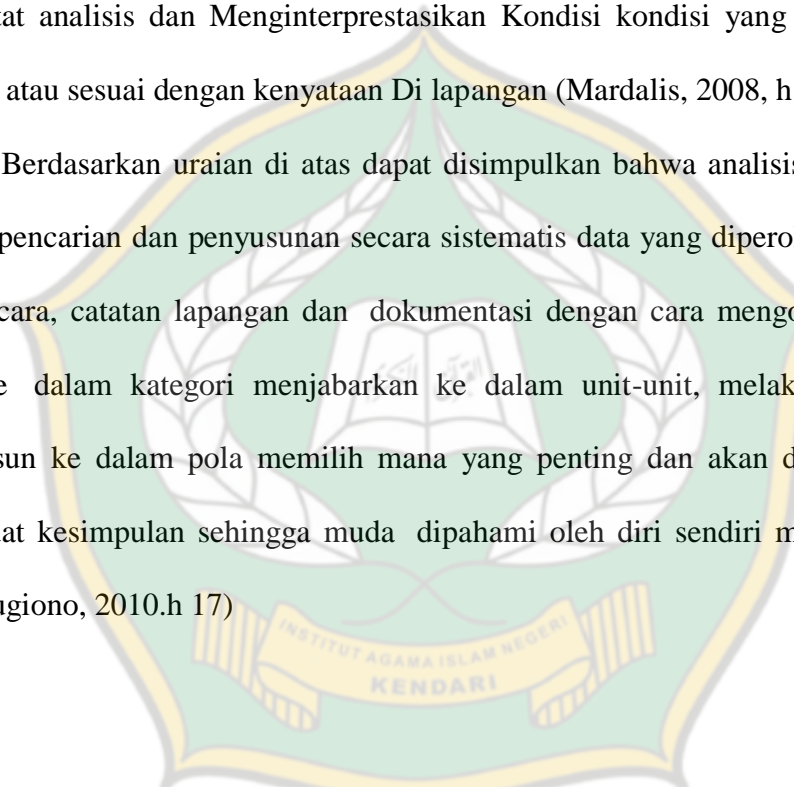 tat analisis dan Menginterprestasikan Kondisi kondisi yang
atau sesuai dengan kenyataan Di lapangan (Mardalis, 2008, h
Berdasarkan uraian di atas dapat disimpulkan bahwa analisis
pencarian dan penyusunan secara sistematis data yang dipero
cara, catatan lapangan dan dokumentasi dengan cara mengo
e dalam kategori menjabarkan ke dalam unit-unit, melak
sun ke dalam pola memilih mana yang penting dan akan d
at kesimpulan sehingga muda dipahami oleh diri sendiri m
ugiono, 2010.h 17)
INSTITUT AGAMA ISLAM NEGERI
KENDARI